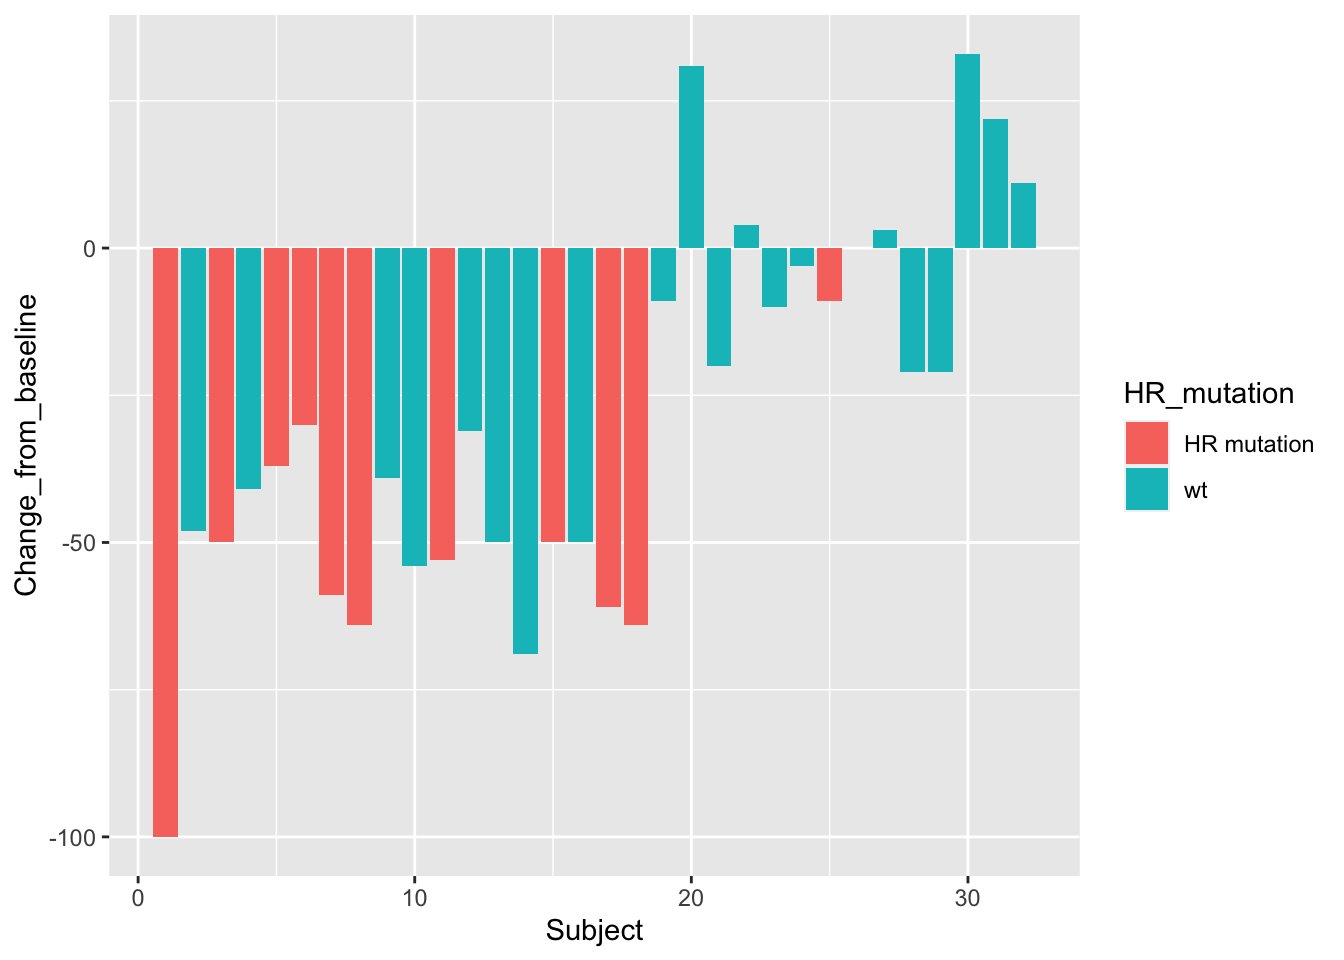 0
-50
-100
Change_from_baseline
0 10 20 30
Subject
HR_mutation
HR mutation
wt